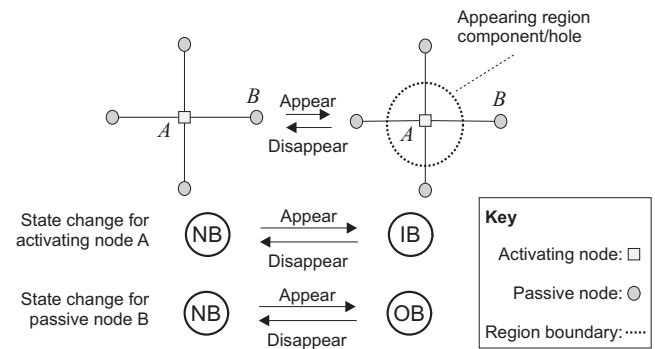 Appearing region
component/hole
B
Appear
A
Disappear
B
A
State change for
activating node A
NB
Appear
Disappear
IB
State change for
passive node B
NB
Appear
Disappear
OB
Key
Activating node:
Passive node:
Region boundary: